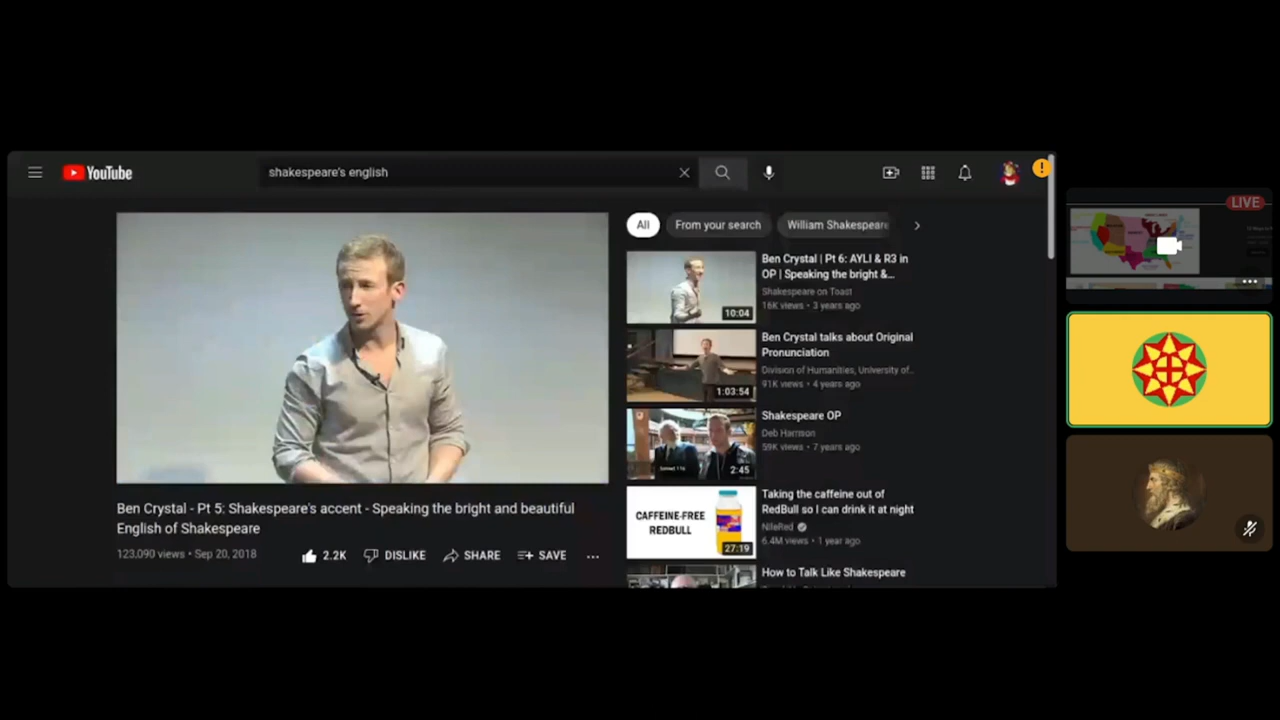 YouTube
shakespeare's english
All
From your search
William Shakespeare
Ben Crystal - Pt 5: Shakespeare's accent - Speaking the bright and beautiful
English of Shakespeare
123,090 views • Sep 20, 2018
2.2K
DISLIKE
SHARE
SAVE
10:04
Ben Crystal | Pt 6: AYLI & R3 in
OP | Speaking the bright &...
Shakespeare on Toast
16K views • 3 years ago
1:03:54
Ben Crystal talks about Original
Pronunciation
Division of Humanities, University of..
91K views • 4 years ago
2:45
Shakespeare OP
Deb Harrison
59K views • 7 years ago
CAFFEINE-FREE
REDBULL
27:19
Taking the caffeine out of
RedBull so I can drink it at night
NileRed
6.4M views • 1 year ago
How to Talk Like Shakespeare
LIVE